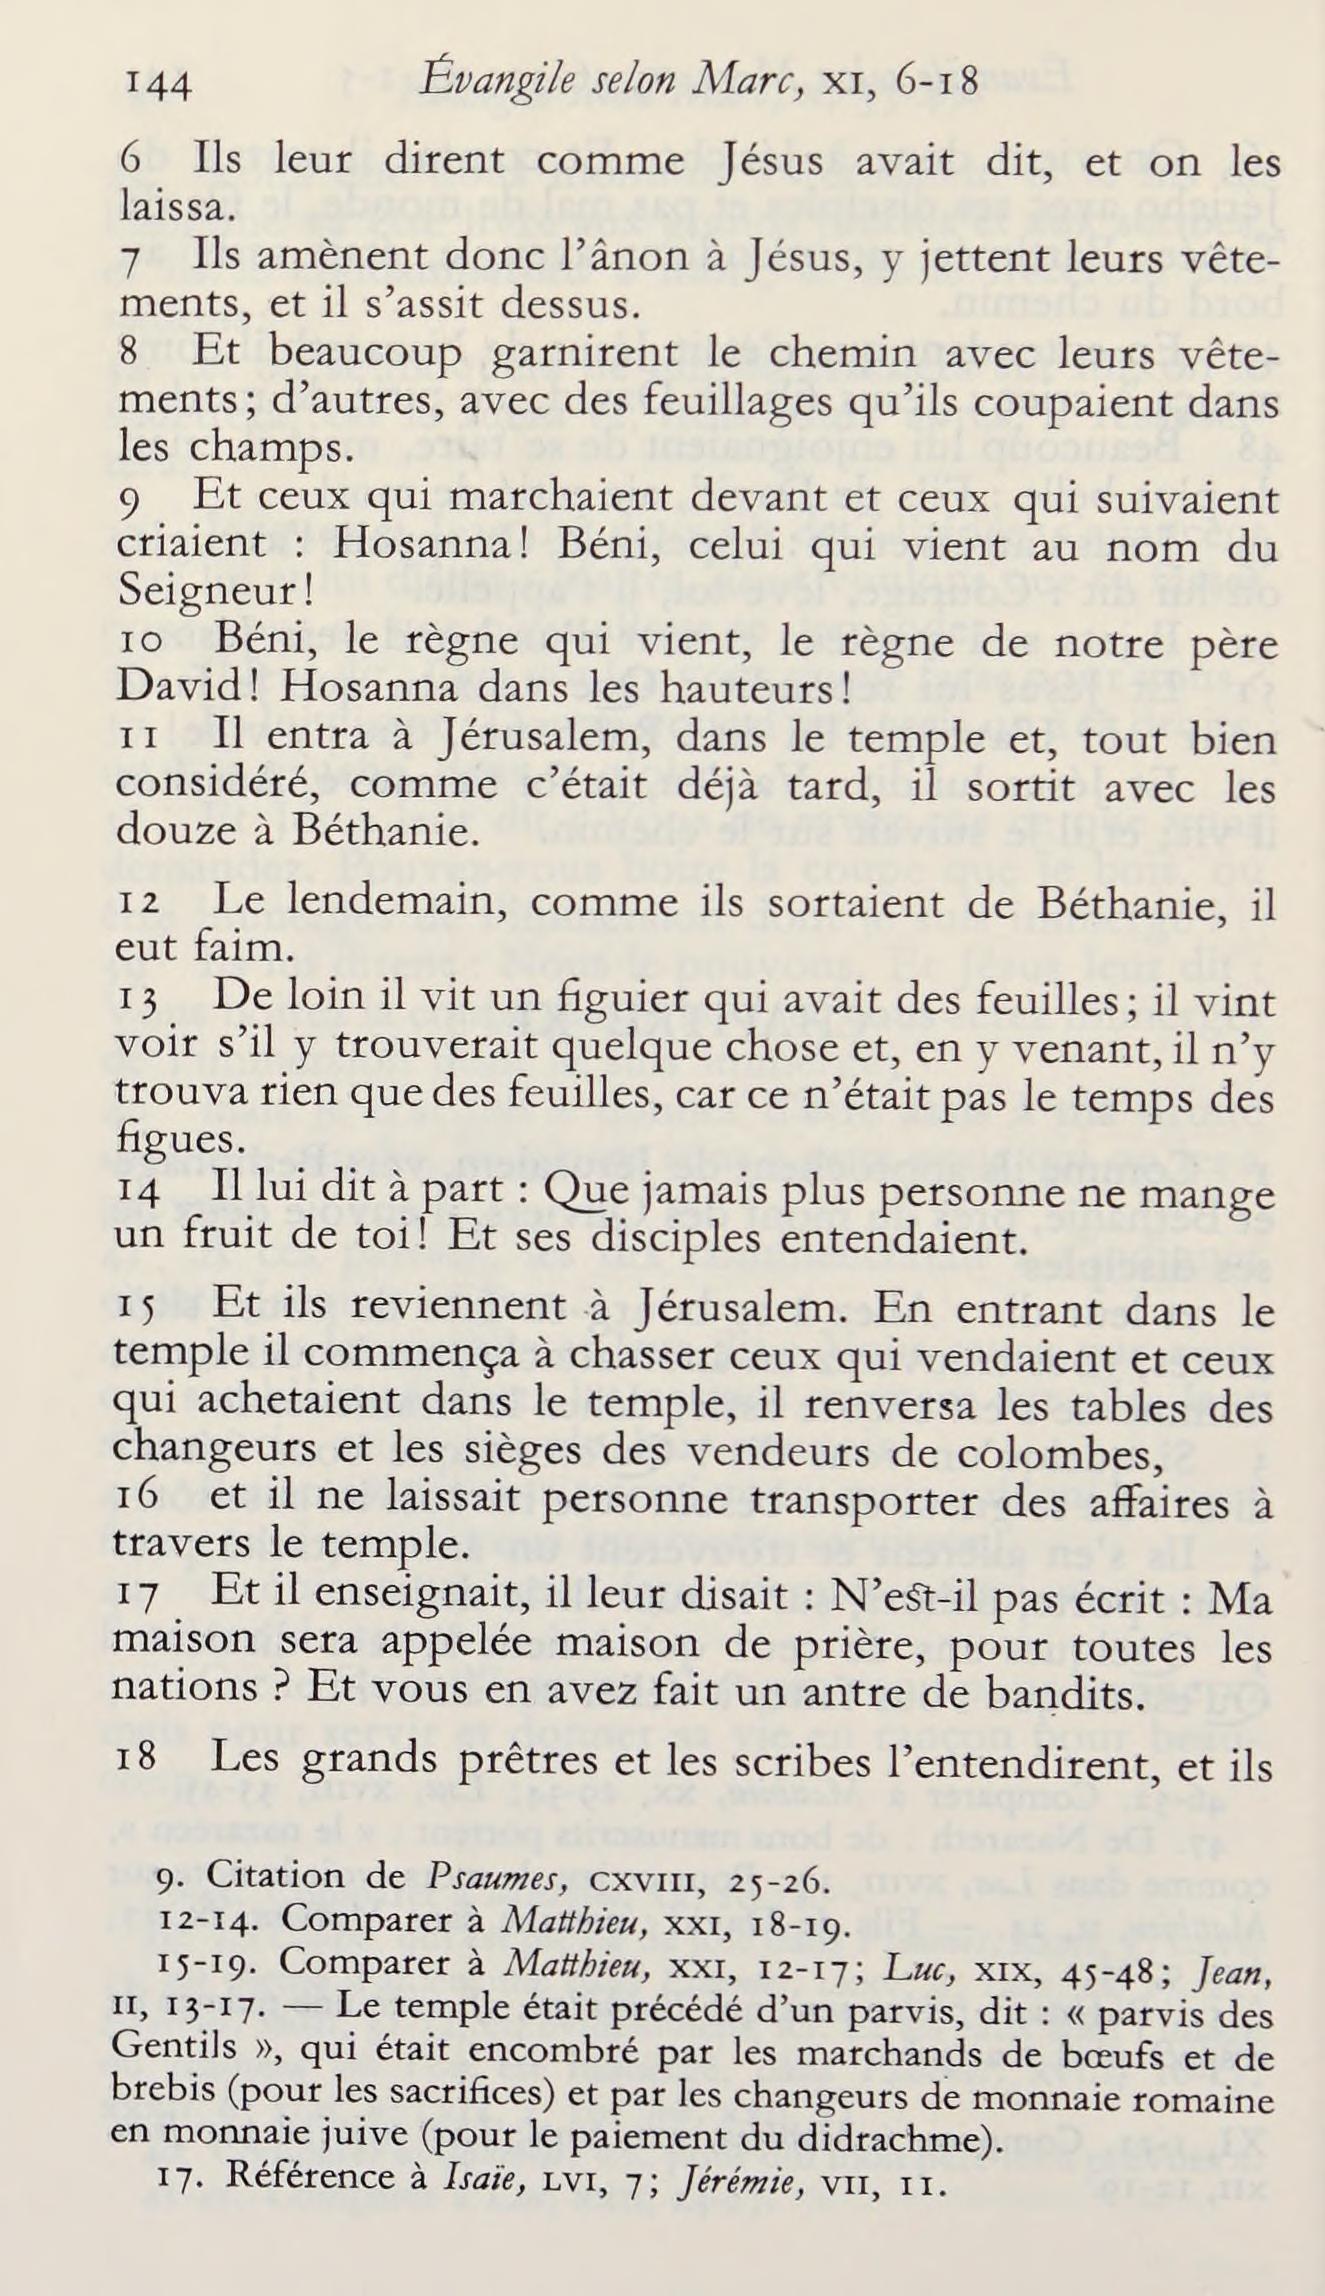 144 Évangile selon Marc, XI, 6-18
6 Ils leur dirent comme Jésus avait dit, et on les
laissa.
7 Ils amènent donc l'ânon à Jésus, y jettent leurs vête-
ments, et il s'assit dessus.
8 Et beaucoup garnirent le chemin avec leurs vête-
ments; d'autres, avec des feuillages qu'ils coupaient dans
les champs.
9 Et ceux qui marchaient devant et ceux qui suivaient
criaient : Hosanna! Béni, celui qui vient au nom du
Seigneur!
10 Béni, le règne qui vient, le règne de notre père
David! Hosanna dans les hauteurs!
11 Il entra à Jérusalem, dans le temple et, tout bien
considéré, comme c'était déjà tard, il sortit avec les
douze à Béthanie.
12 Le lendemain, comme ils sortaient de Béthanie, il
eut faim.
13 De loin il vit un figuier qui avait des feuilles; il vint
voir s'il y trouverait quelque chose et, en y venant, il n'y
trouva rien que des feuilles, car ce n'était pas le temps des
figues.
14 Il lui dit à part : Que jamais plus personne ne mange
un fruit de toi! Et ses disciples entendaient.
15 Et ils reviennent à Jérusalem. En entrant dans le
temple il commença à chasser ceux qui vendaient et ceux
qui achetaient dans le temple, il renversa les tables des
changeurs et les sièges des vendeurs de colombes,
16 et il ne laissait personne transporter des affaires à
travers le temple.
17 Et il enseignait, il leur disait : N'est-il pas écrit : Ma
maison sera appelée maison de prière, pour toutes les
nations ? Et vous en avez fait un antre de bandits.
18 Les grands prêtres et les scribes l'entendirent, et ils
9. Citation de Psaumes, CXVIII, 25-26.
12-14. Comparer à Matthieu, XXI, 18-19.
15-19. Comparer à Matthieu, XXI, 12-17; Luc, XIX, 45-48; Jean,
II, 13-17. — Le temple était précédé d'un parvis, dit : « parvis des
Gentils », qui était encombré par les marchands de bœufs et de
brebis (pour les sacrifices) et par les changeurs de monnaie romaine
en monnaie juive (pour le paiement du didrachme).
17. Référence à Isaïe, LVI, 7; Jérémie, VII, 11.